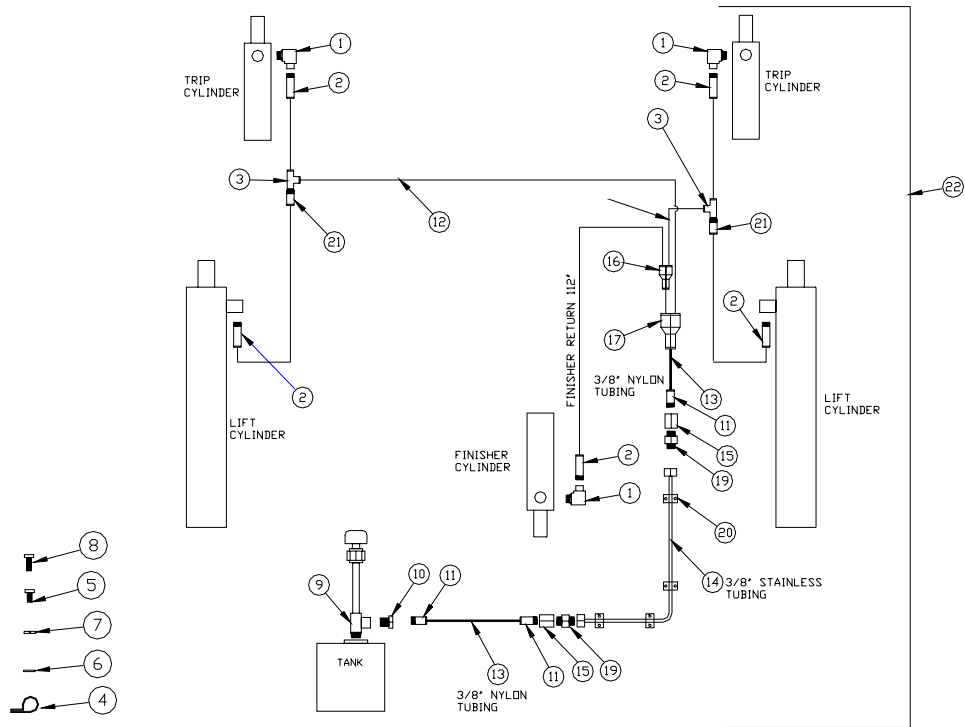 1
1
TRIP
CYLINDER
2
2
TRIP
CYLINDER
3
3
22
12
21
21
16
FINISHER RETURN 112"
2
17
3/8" NYLON
TUBING
13
2
11
LIFT
CYLINDER
LIFT
CYLINDER
15
FINISHER
CYLINDER
2
19
1
20
8
9
10
11
14
3/8" STAINLESS
TUBING
5
7
TANK
13
11
15
19
6
3/8" NYLON
TUBING
4